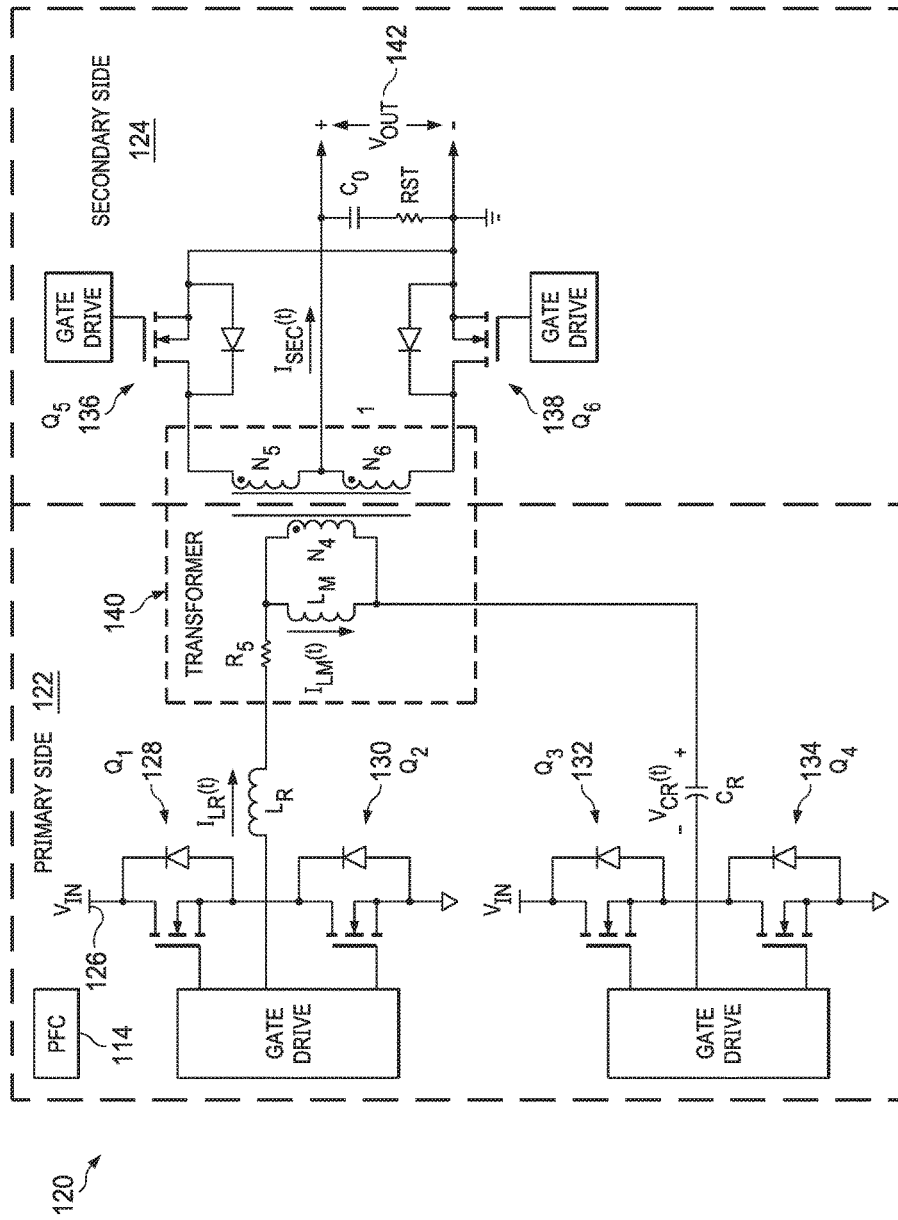 120
PRIMARY SIDE 122
SECONDARY SIDE
124
PFC
114
V_IN
126
Q_1
128
I_LR(t)
L_R
130
Q_2
GATE
DRIVE
140
TRANSFORMER
R_5
L_M
I_LM(t)
N_4
N_5
N_6
1
Q_5
136
GATE
DRIVE
I_SEC(t)
C_0
RST
+
V_OUT
-
142
138
Q_6
GATE
DRIVE
V_IN
Q_3
132
V_CR(t)
-
+
C_R
134
Q_4
GATE
DRIVE